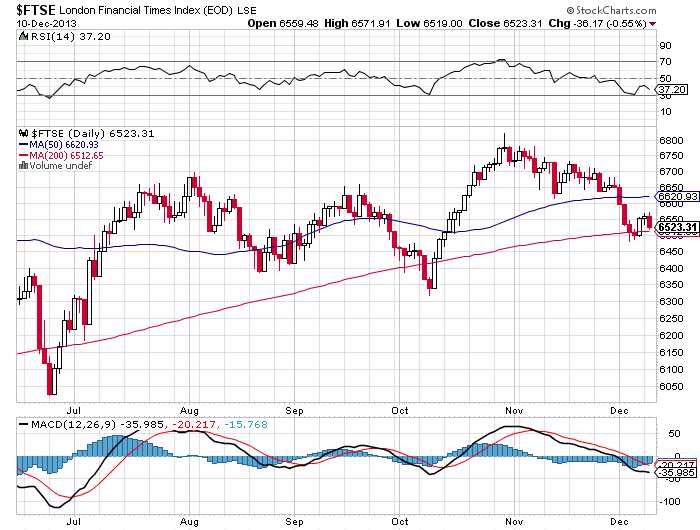 $FTSE London Financial Times Index (EOD) LSE
© StockCharts.com
10-Dec-2013
Open 6559.48 High 6571.91 Low 6519.00 Close 6523.31 Chg -36.17 (-0.55%)
RSI(14) 37.20
90
70
50
37.20
30
10
$FTSE (Daily) 6523.31
MA(50) 6620.93
MA(200) 6512.65
Volume undef
6800
6750
6700
6650
6620.93
6600
6550
6523.31
6450
6400
6350
6300
6250
6200
6150
6100
6050
Jul Aug Sep Oct Nov Dec
MACD(12,26,9) -35.985, -20.217, -15.768
50
0
-20.217
-35.985
-50
-100
Jul Aug Sep Oct Nov Dec